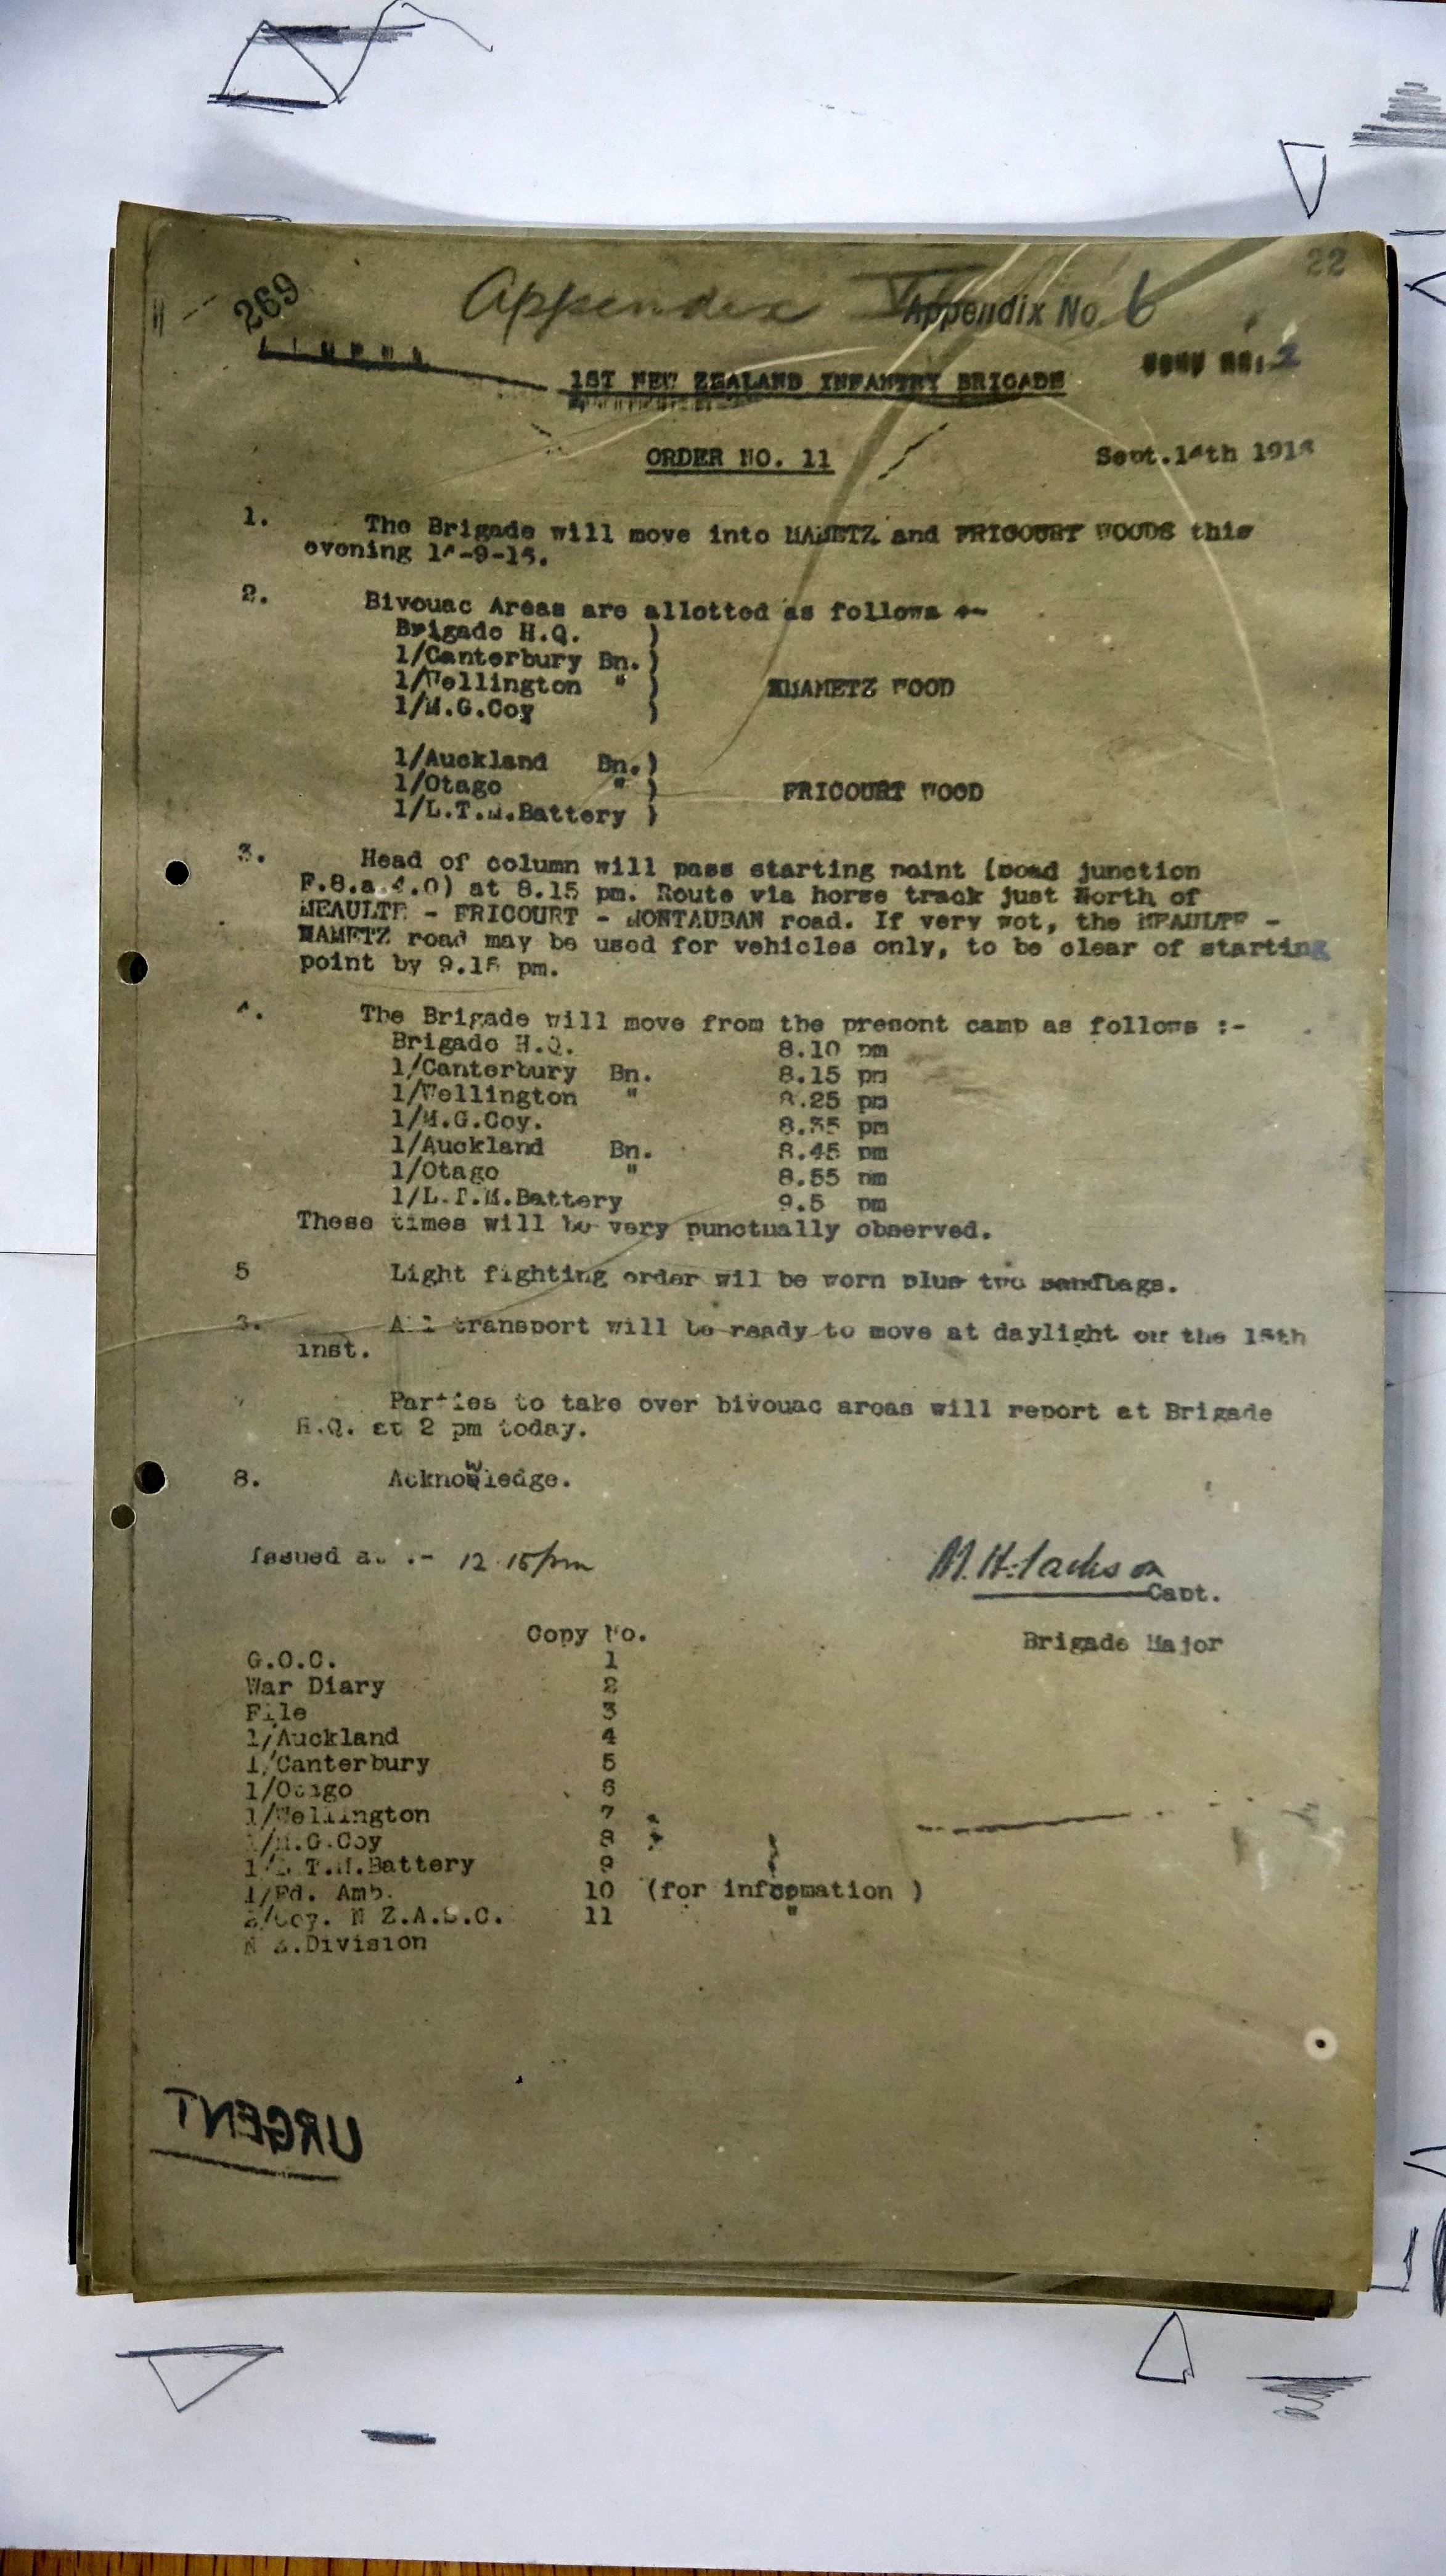 22
269
Appendix VI
Appendix No. 6
COPY NO. 2
1ST NEW ZEALAND INFANTRY BRIGADE
ORDER NO. 11
Sept. 14th 1916
1. The Brigade will move into MAMETZ and FRICOURT WOODS this
evening 14-9-16.
2. Bivouac Areas are allotted as follows :-
Brigade H.Q. )
1/Canterbury Bn. )
1/Wellington " ) MAMETZ WOOD
1/M.G.Coy )
1/Auckland Bn. )
1/Otago " ) FRICOURT WOOD
1/L.T.M.Battery )
3. Head of column will pass starting point (road junction
F.8.a.4.0) at 8.15 pm. Route via horse track just North of
MEAULTE - FRICOURT - MONTAUBAN road. If very wet, the MEAULTE -
MAMETZ road may be used for vehicles only, to be clear of starting
point by 9.15 pm.
4. The Brigade will move from the present camp as follows :-
Brigade H.Q. 8.10 pm
1/Canterbury Bn. 8.15 pm
1/Wellington " 8.25 pm
1/M.G.Coy. 8.35 pm
1/Auckland Bn. 8.45 pm
1/Otago " 8.55 pm
1/L.T.M.Battery 9.5 pm
These times will be very punctually observed.
5 Light fighting order wil be worn plus two sandbags.
All transport will be ready to move at daylight on the 15th
inst.
Parties to take over bivouac areas will report at Brigade
H.Q. at 2 pm today.
8. Acknowledge.
Issued at :- 12.15 pm
M.H. Jackson
Capt.
Brigade Major
Copy No.
G.O.C. 1
War Diary 2
File 3
1/Auckland 4
1/Canterbury 5
1/Otago 6
1/Wellington 7
1/M.G.Coy 8
1/L.T.M.Battery 9
1/Fd. Amb. 10 (for information )
2/Coy. N.Z.A.S.C. 11 "
N.Z.Division
URGENT